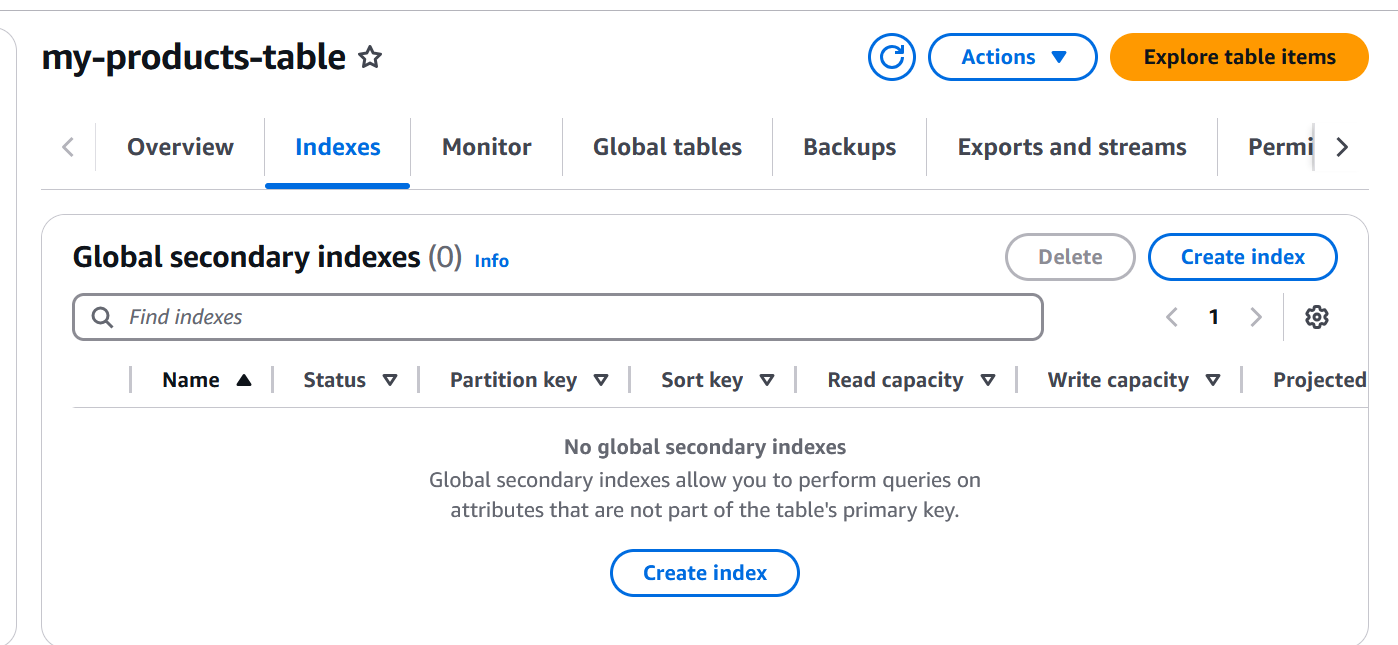 my-products-table
Actions
Explore table items
Overview
Indexes
Monitor
Global tables
Backups
Exports and streams
Permi
Global secondary indexes (0) Info
Delete
Create index
Find indexes
1
Name
Status
Partition key
Sort key
Read capacity
Write capacity
Projected
No global secondary indexes
Global secondary indexes allow you to perform queries on
attributes that are not part of the table's primary key.
Create index